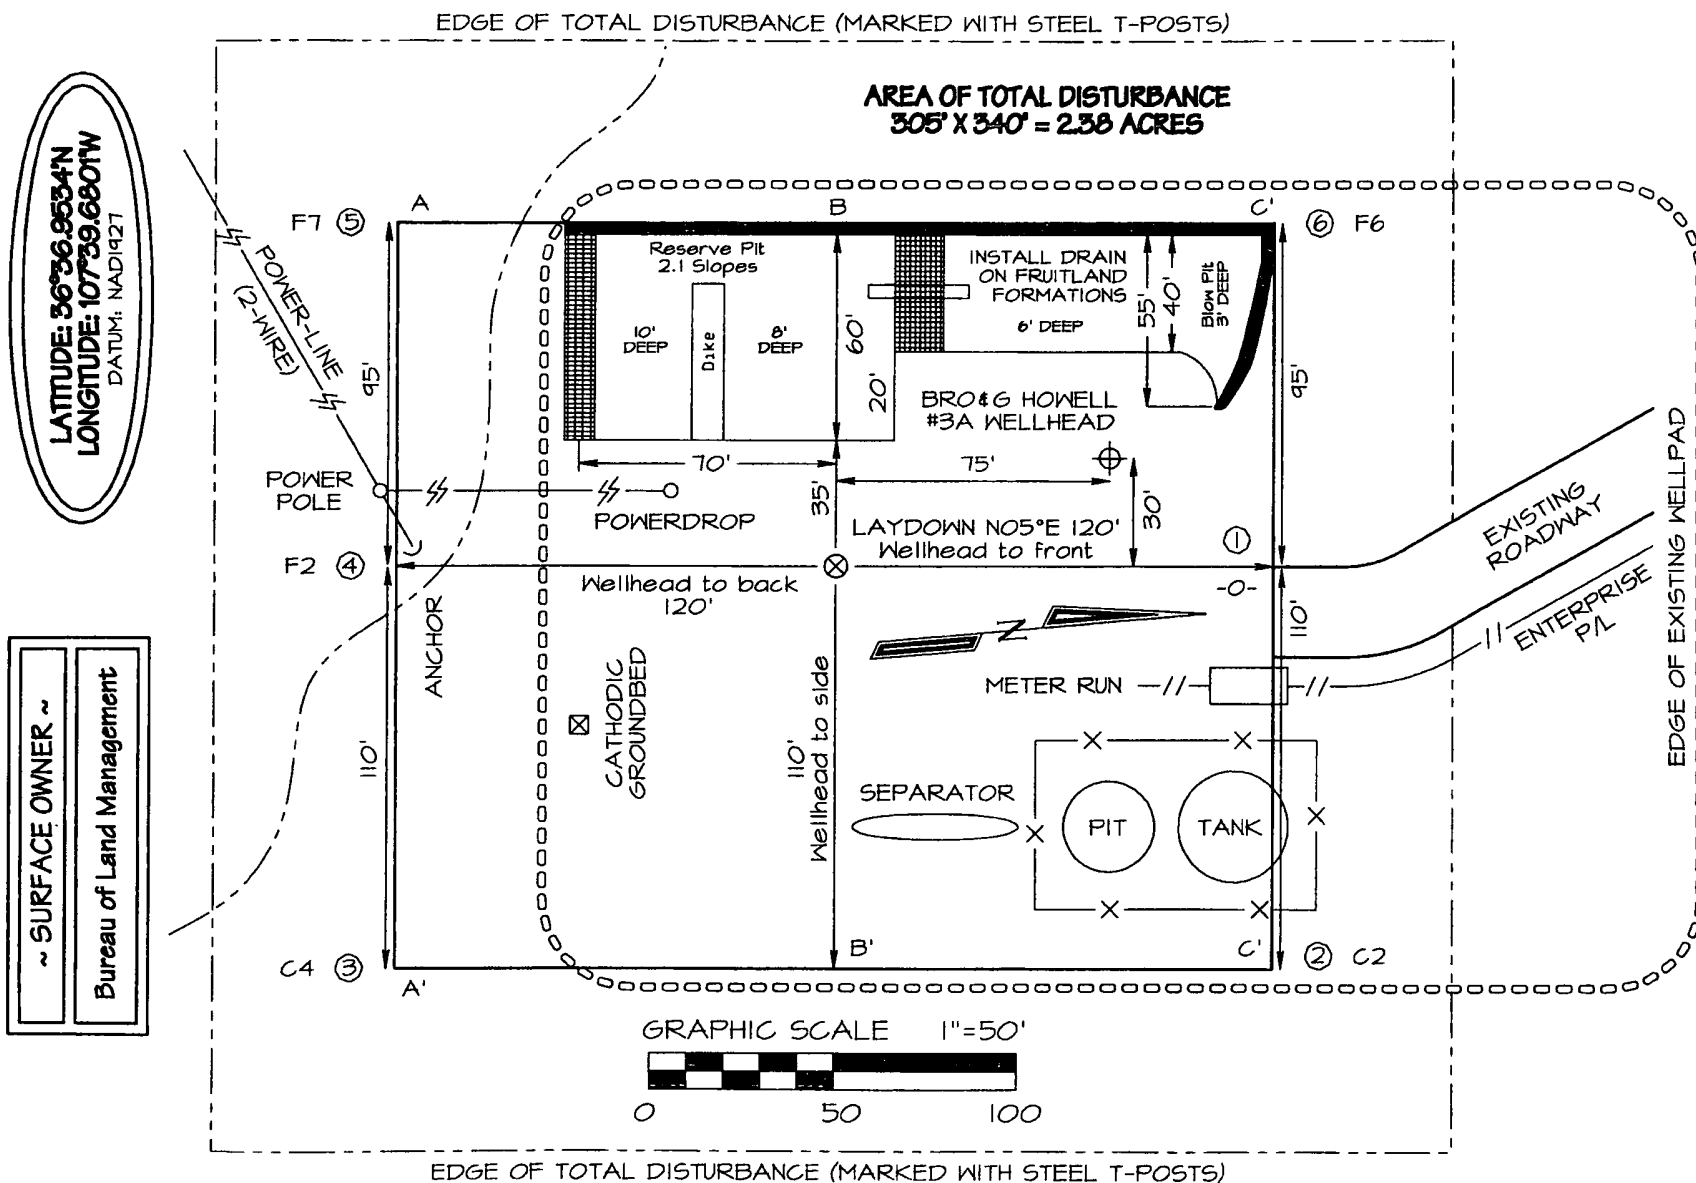 EDGE OF TOTAL DISTURBANCE (MARKED WITH STEEL T-POSTS)
AREA OF TOTAL DISTURBANCE
305' X 340' = 2.38 ACRES
LATITUDE: 36°36.9534'N
LONGITUDE: 107°39.6801'W
DATUM: NAD1927
A
B
C'
F7 ⑤
⑥ F6
POWER-LINE
(2-WIRE)
Reserve Pit
2.1 Slopes
INSTALL DRAIN
ON FRUITLAND
FORMATIONS
6' DEEP
55'
40'
Blow Pit
3' DEEP
10'
DEEP
Dike
8'
DEEP
60'
20'
95'
95'
BRO&G HOWELL
#3A WELLHEAD
70'
75'
POWER
POLE
POWERDROP
35'
30'
EXISTING
ROADWAY
EDGE OF EXISTING WELLPAD
LAYDOWN N05°E 120'
Wellhead to front
①
F2 ④
Wellhead to back
120'
-0-
ANCHOR
N
110'
ENTERPRISE
P/L
METER RUN
CATHODIC
GROUNDBED
110'
110'
Wellhead to side
SEPARATOR
PIT
TANK
~ SURFACE OWNER ~
Bureau of Land Management
B'
C'
C4 ③
② C2
A'
GRAPHIC SCALE 1"=50'
0 50 100
EDGE OF TOTAL DISTURBANCE (MARKED WITH STEEL T-POSTS)